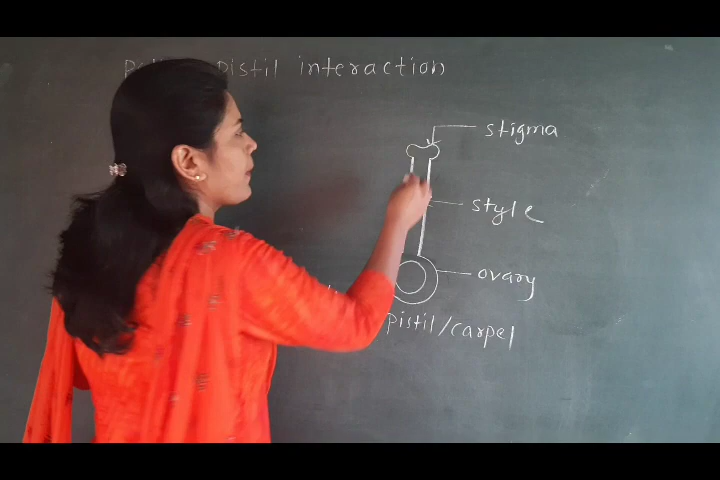 pistil interaction
stigma
style
ovary
pistil/carpel